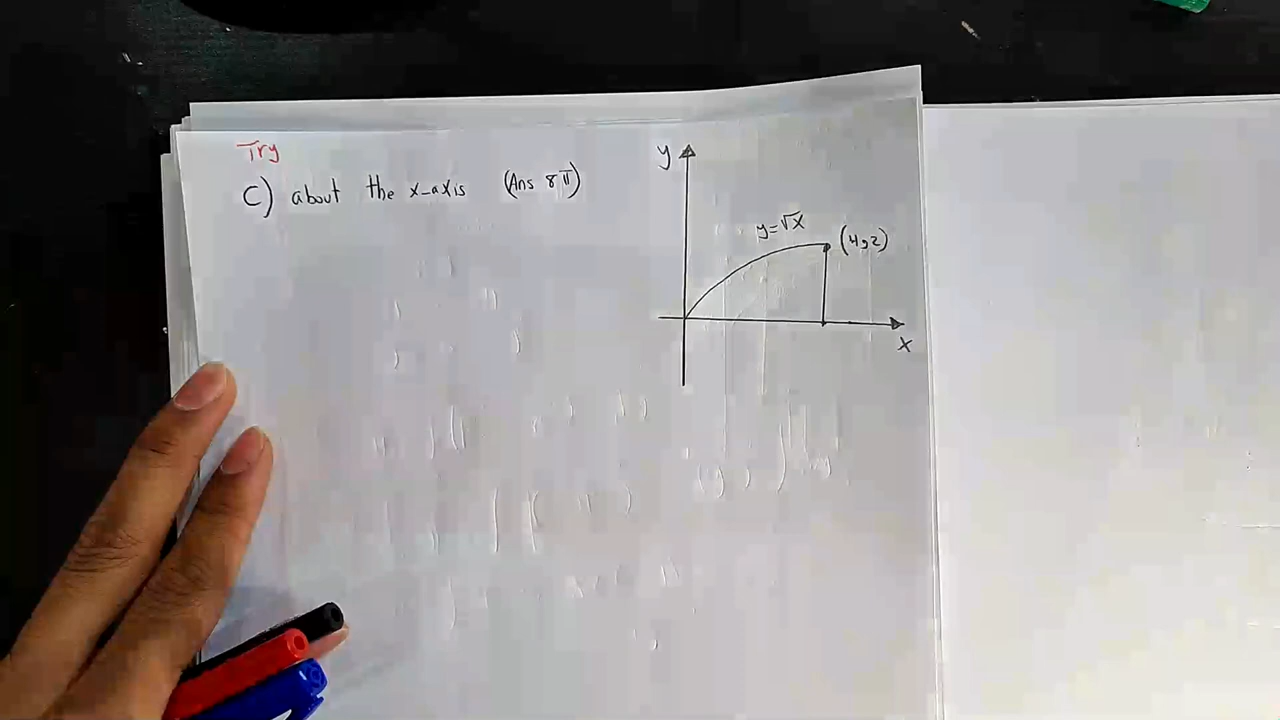 Try
C) about the x-axis (Ans 8π)
y
y=√x
(4,2)
x